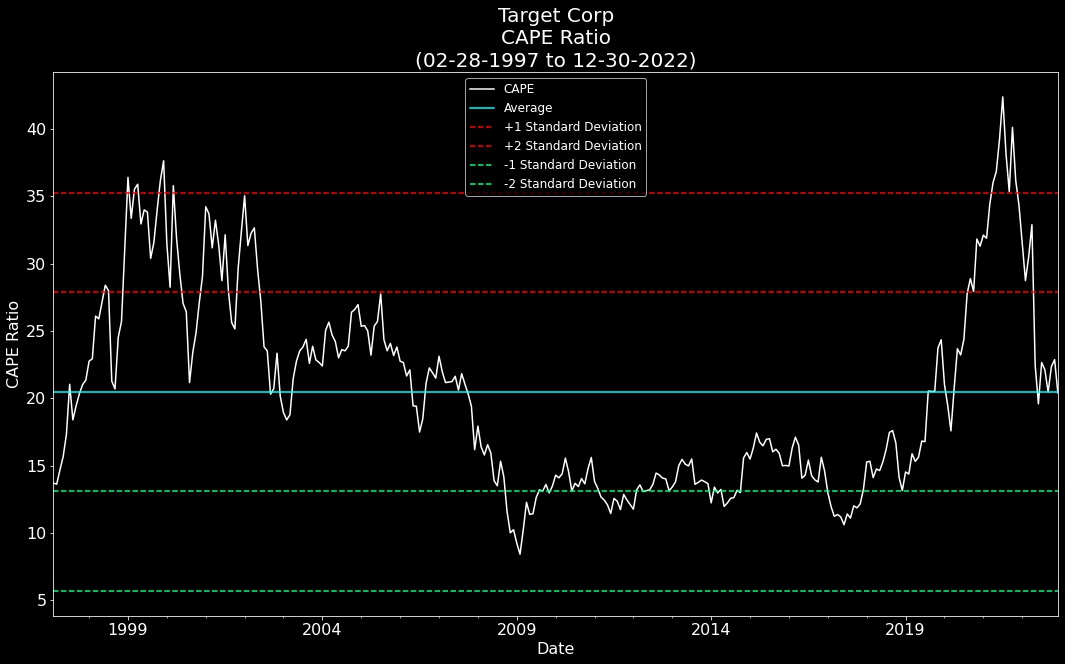 Target Corp
CAPE Ratio
(02-28-1997 to 12-30-2022)
CAPE
Average
+1 Standard Deviation
+2 Standard Deviation
-1 Standard Deviation
-2 Standard Deviation
CAPE Ratio
40
35
30
25
20
15
10
5
1999
2004
2009
2014
2019
Date